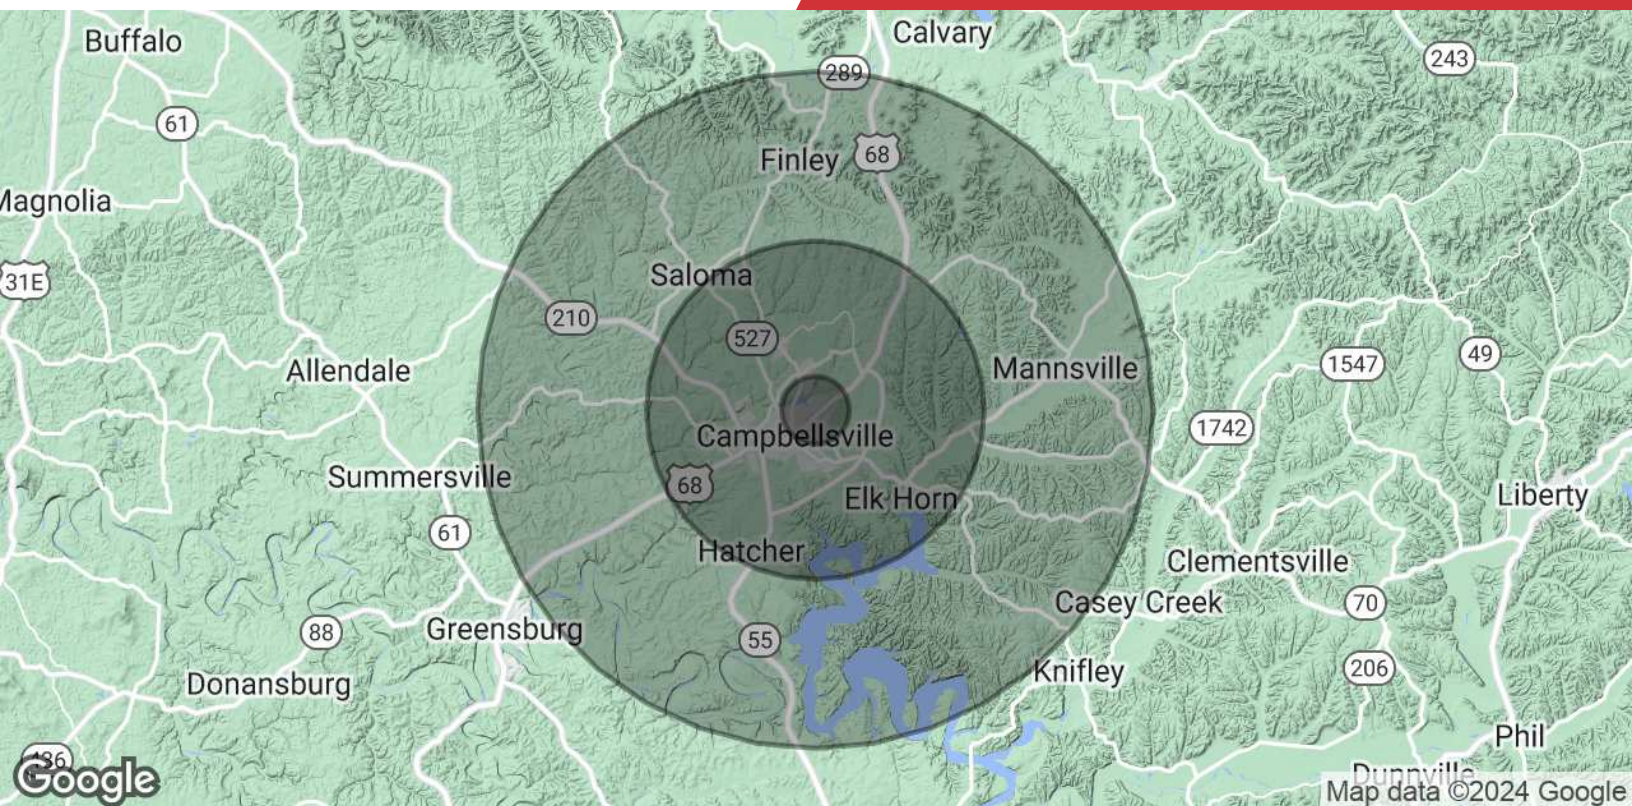 Calvary
Buffalo
243
289
61
Finley
68
Magnolia
Saloma
31E
210
527
Allendale
Mannsville
1547
49
1742
Campbellsville
Summersville
68
Elk Horn
Liberty
61
Hatcher
Clementsville
Casey Creek
70
88
Greensburg
55
Knifley
206
Donansburg
Phil
Dunnville
Google
Map data ©2024 Google